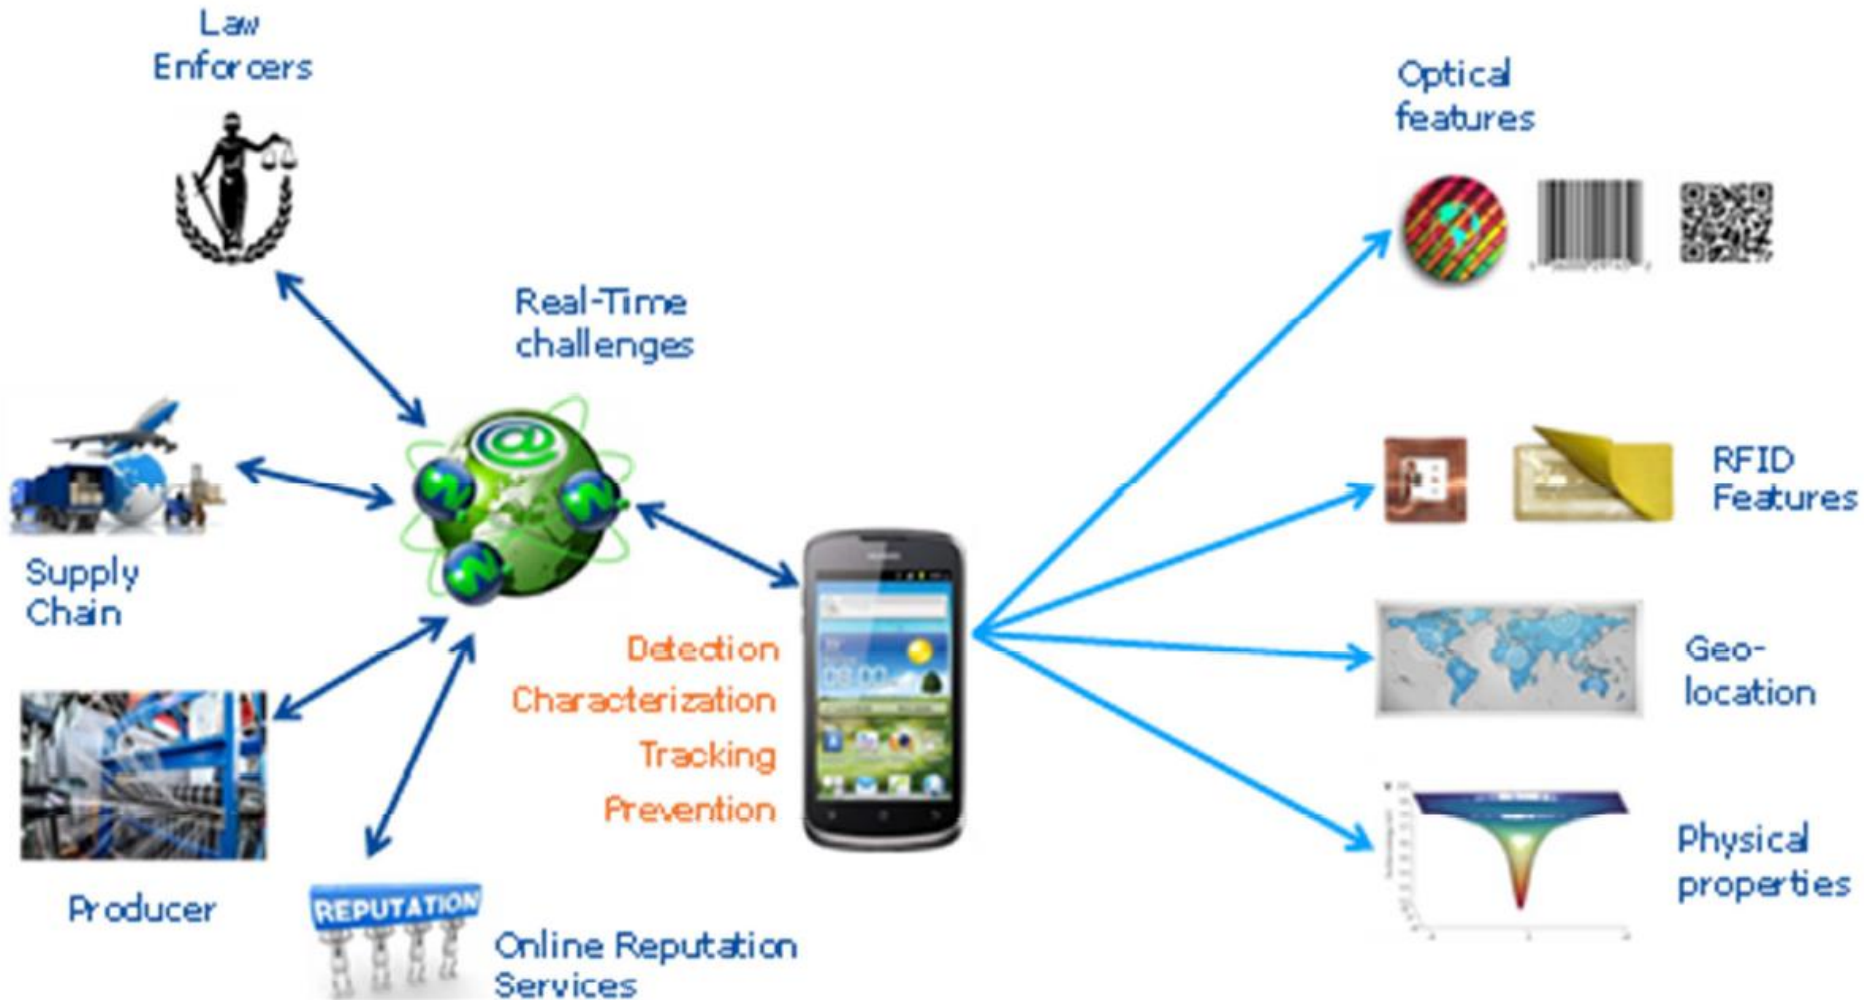 Law
Enforcers
Optical
features
Real-Time
challenges
@
RFID
Features
Supply
Chain
Detection
Characterization
Tracking
Prevention
Geo-
location
Producer
REPUTATION
Online Reputation
Services
Physical
properties